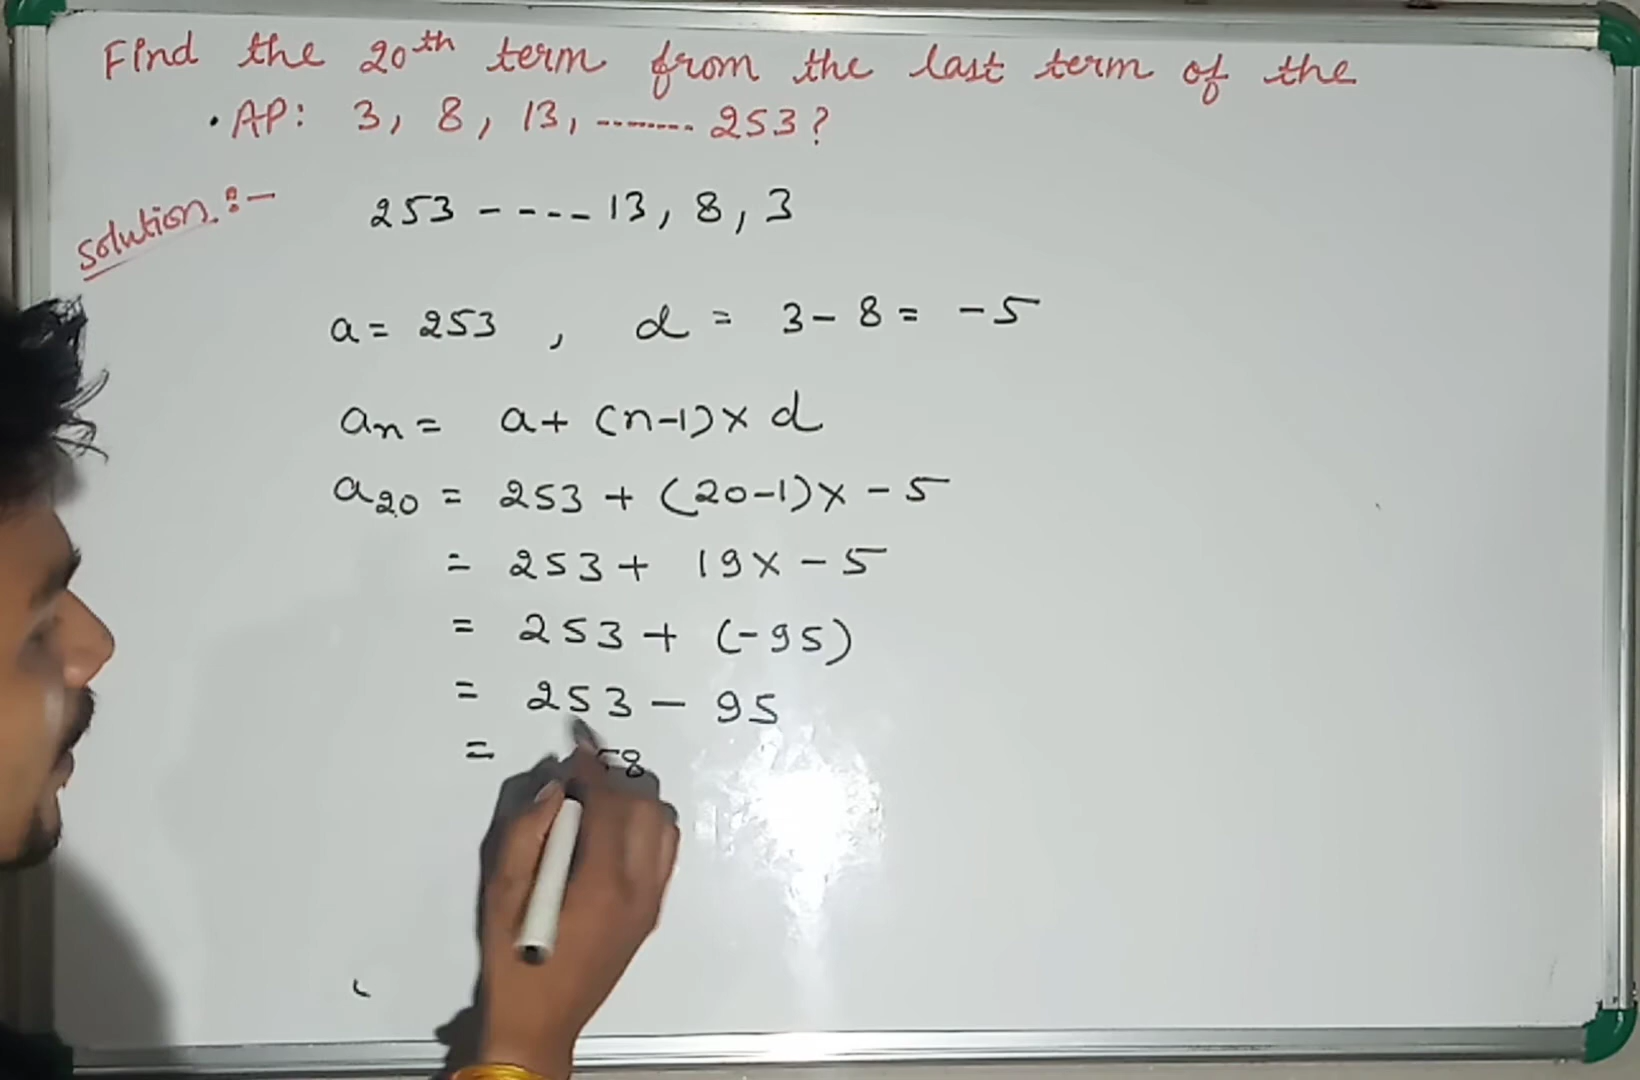 Find the 20th term from the last term of the
• AP: 3, 8, 13, -------- 253?
Solution :-
253 ----- 13, 8, 3
a = 253 , d = 3 - 8 = -5
an = a + (n-1) × d
a20 = 253 + (20-1) × - 5
= 253 + 19 × - 5
= 253 + (-95)
= 253 - 95
= 58